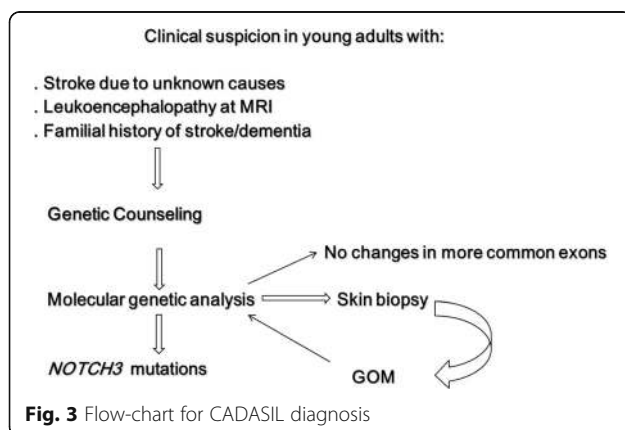 Clinical suspicion in young adults with:
. Stroke due to unknown causes
. Leukoencephalopathy at MRI
. Familial history of stroke/dementia
Genetic Counseling
No changes in more common exons
Molecular genetic analysis
Skin biopsy
NOTCH3 mutations
GOM
Fig. 3 Flow-chart for CADASIL diagnosis